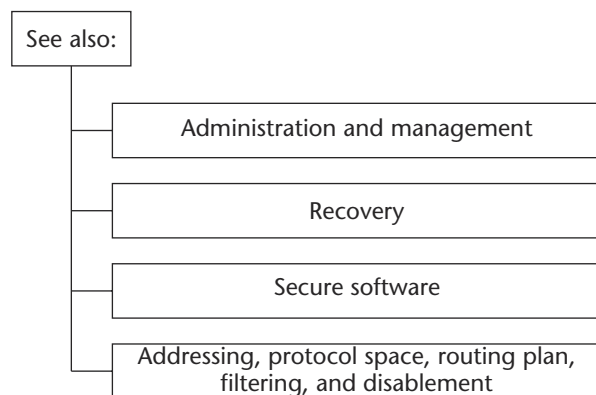 See also:
Administration and management
Recovery
Secure software
Addressing, protocol space, routing plan,
filtering, and disablement